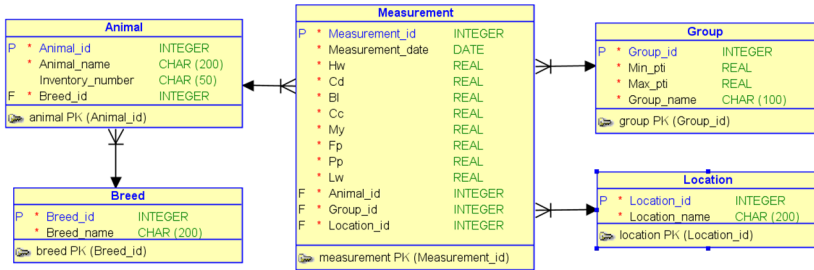 Animal
P * Animal_id INTEGER
* Animal_name CHAR (200)
Inventory_number CHAR (50)
F * Breed_id INTEGER
animal PK (Animal_id)
Breed
P * Breed_id INTEGER
* Breed_name CHAR (200)
breed PK (Breed_id)
Measurement
P * Measurement_id INTEGER
* Measurement_date DATE
* Hw REAL
* Cd REAL
* Bl REAL
* Cc REAL
* My REAL
* Fp REAL
* Pp REAL
* Lw REAL
F * Animal_id INTEGER
F * Group_id INTEGER
F * Location_id INTEGER
measurement PK (Measurement_id)
Group
P * Group_id INTEGER
* Min_pti REAL
* Max_pti REAL
* Group_name CHAR (100)
group PK (Group_id)
Location
P * Location_id INTEGER
* Location_name CHAR (200)
location PK (Location_id)